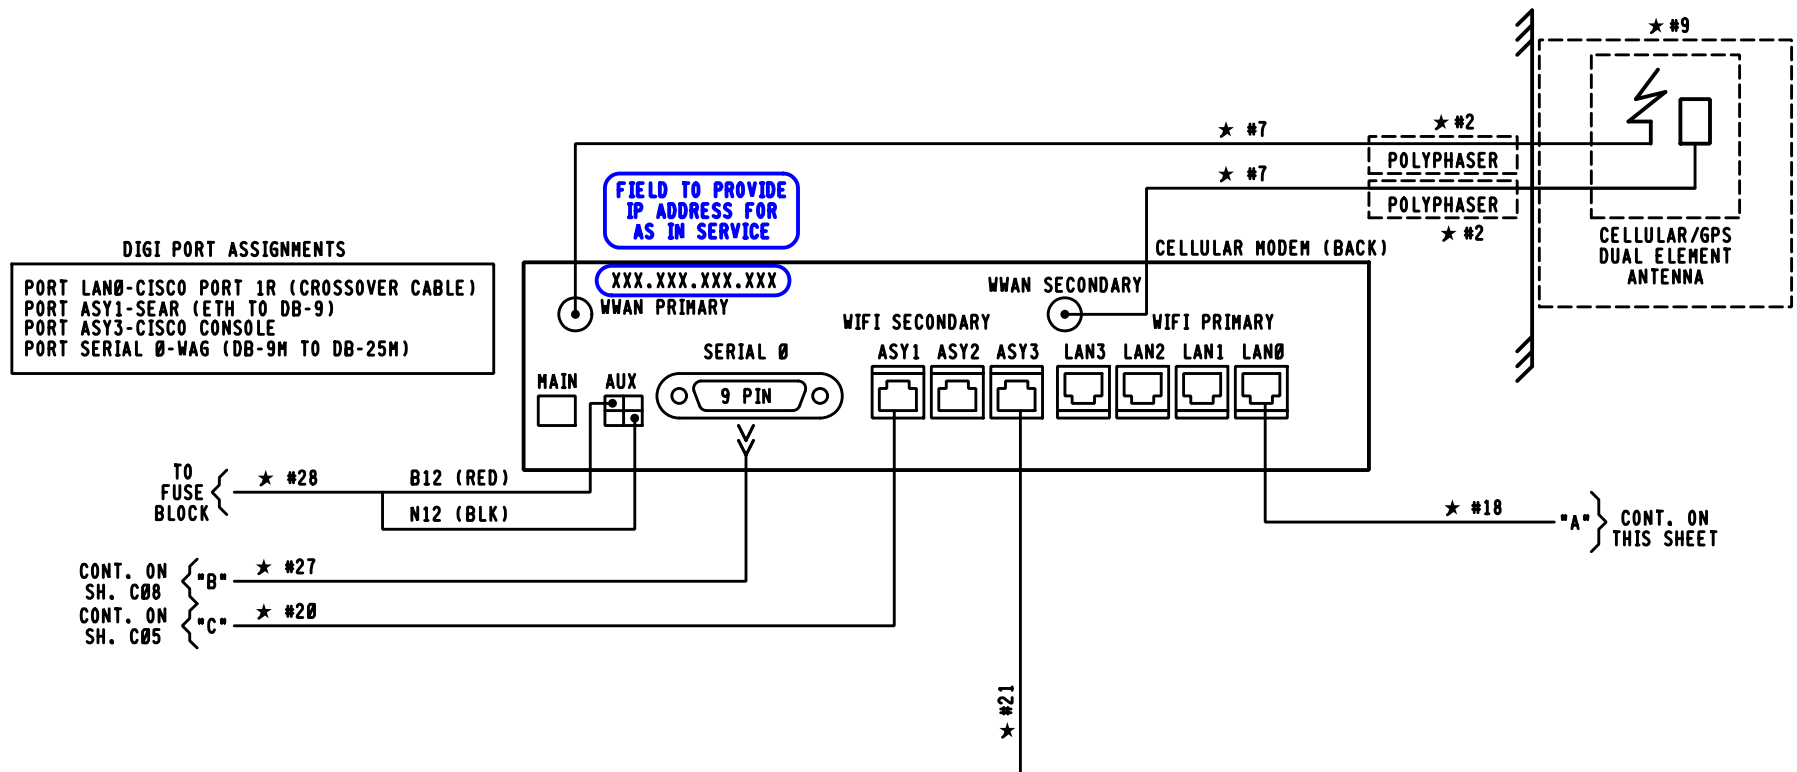 ★ #9
★ #7
★ #2
POLYPHASER
★ #7
POLYPHASER
★ #2
CELLULAR/GPS
DUAL ELEMENT
ANTENNA
FIELD TO PROVIDE
IP ADDRESS FOR
AS IN SERVICE
DIGI PORT ASSIGNMENTS
PORT LAN0-CISCO PORT 1R (CROSSOVER CABLE)
PORT ASY1-SEAR (ETH TO DB-9)
PORT ASY3-CISCO CONSOLE
PORT SERIAL 0-WAG (DB-9M TO DB-25M)
CELLULAR MODEM (BACK)
XXX.XXX.XXX.XXX
WWAN PRIMARY
WWAN SECONDARY
WIFI SECONDARY
WIFI PRIMARY
SERIAL 0
ASY1 ASY2 ASY3 LAN3 LAN2 LAN1 LAN0
MAIN AUX
9 PIN
TO
FUSE
BLOCK
★ #28
B12 (RED)
N12 (BLK)
★ #18
"A"
CONT. ON
THIS SHEET
CONT. ON
SH. C08
"B"
★ #27
CONT. ON
SH. C05
"C"
★ #20
★ #21